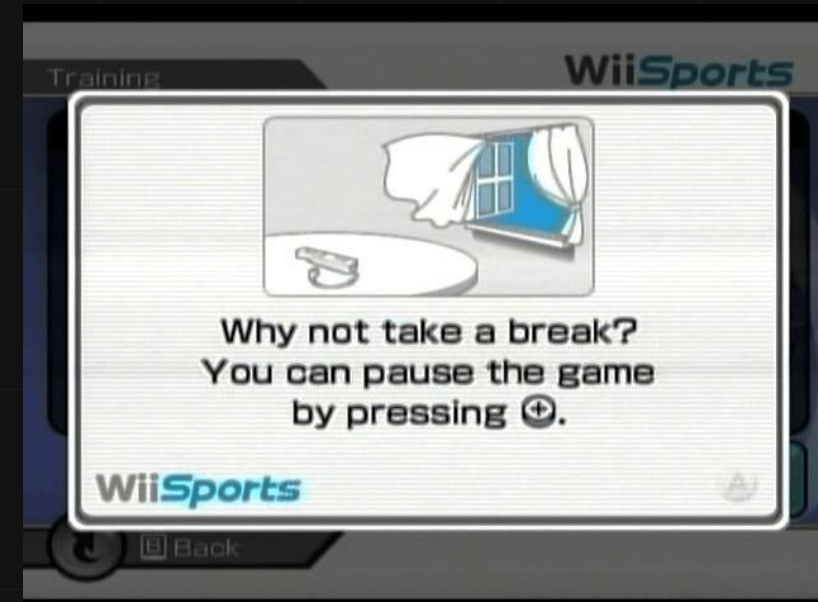 Training
WiiSports
Why not take a break?
You can pause the game
by pressing ⊕.
WiiSports
A
B Back